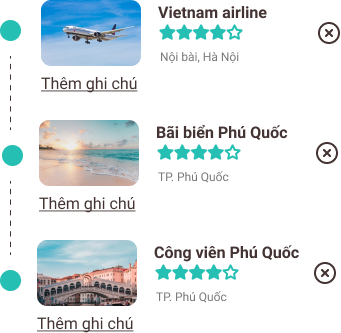 Vietnam airline
Nội bài, Hà Nội
Thêm ghi chú
Bãi biển Phú Quốc
TP. Phú Quốc
Thêm ghi chú
Công viên Phú Quốc
TP. Phú Quốc
Thêm ghi chú